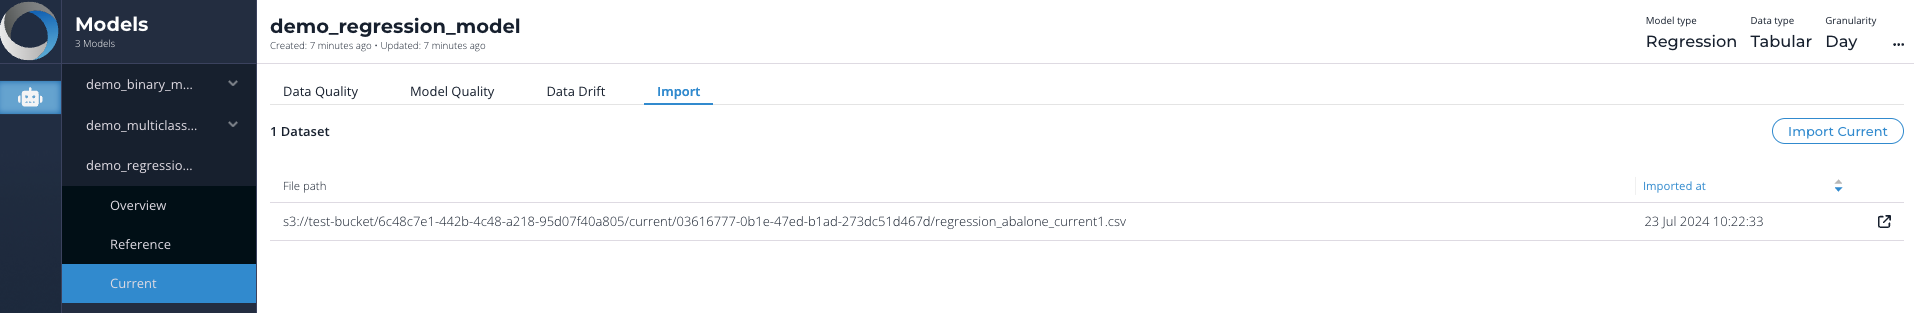 Models
3 Models
demo_binary_m...
demo_multiclass...
demo_regressio...
Overview
Reference
Current
demo_regression_model
Created: 7 minutes ago • Updated: 7 minutes ago
Model type
Regression
Data type
Tabular
Granularity
Day
...
Data Quality
Model Quality
Data Drift
Import
1 Dataset
Import Current
File path
Imported at
s3://test-bucket/6c48c7e1-442b-4c48-a218-95d07f40a805/current/03616777-0b1e-47ed-b1ad-273dc51d467d/regression_abalone_current1.csv
23 Jul 2024 10:22:33